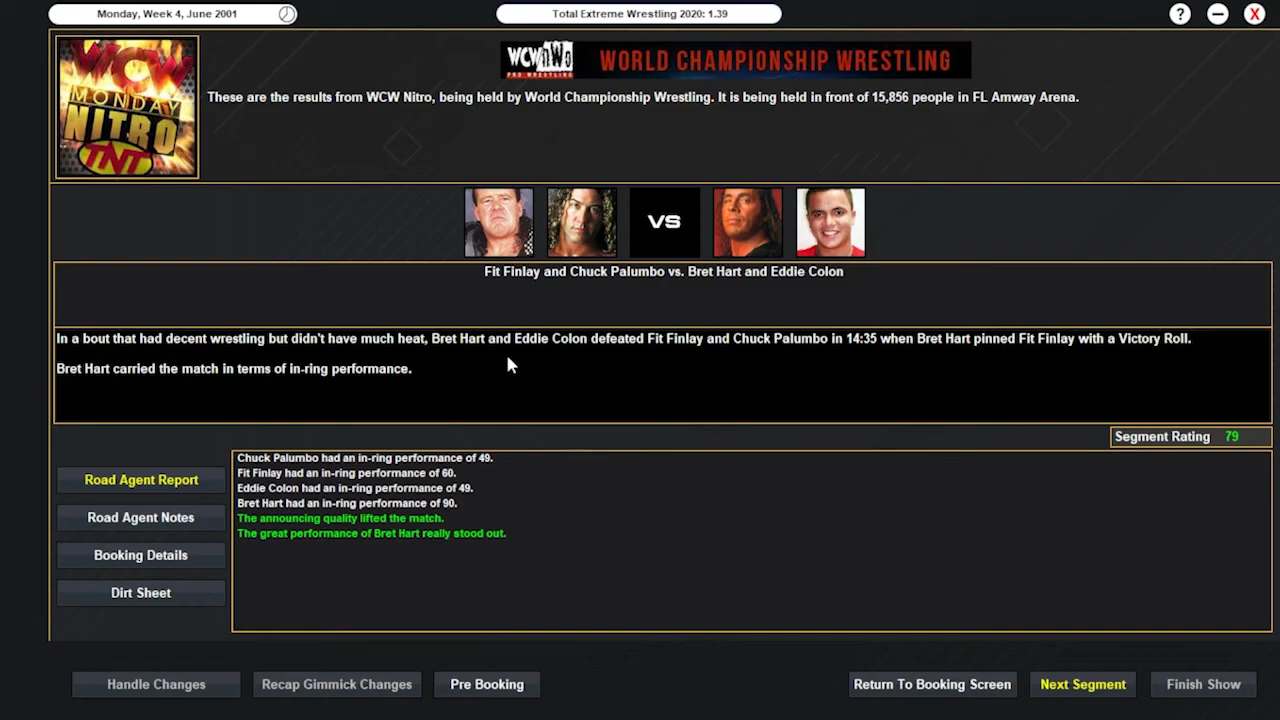 Monday, Week 4, June 2001
Total Extreme Wrestling 2020: 1.39
?
X
WCW
MONDAY
NITRO
TNT
WCW nWo
PRO WRESTLING
WORLD CHAMPIONSHIP WRESTLING
These are the results from WCW Nitro, being held by World Championship Wrestling. It is being held in front of 15,856 people in FL Amway Arena.
VS
Fit Finlay and Chuck Palumbo vs. Bret Hart and Eddie Colon
In a bout that had decent wrestling but didn't have much heat, Bret Hart and Eddie Colon defeated Fit Finlay and Chuck Palumbo in 14:35 when Bret Hart pinned Fit Finlay with a Victory Roll.
Bret Hart carried the match in terms of in-ring performance.
Segment Rating 79
Road Agent Report
Road Agent Notes
Booking Details
Dirt Sheet
Chuck Palumbo had an in-ring performance of 49.
Fit Finlay had an in-ring performance of 60.
Eddie Colon had an in-ring performance of 49.
Bret Hart had an in-ring performance of 90.
The announcing quality lifted the match.
The great performance of Bret Hart really stood out.
Handle Changes
Recap Gimmick Changes
Pre Booking
Return To Booking Screen
Next Segment
Finish Show